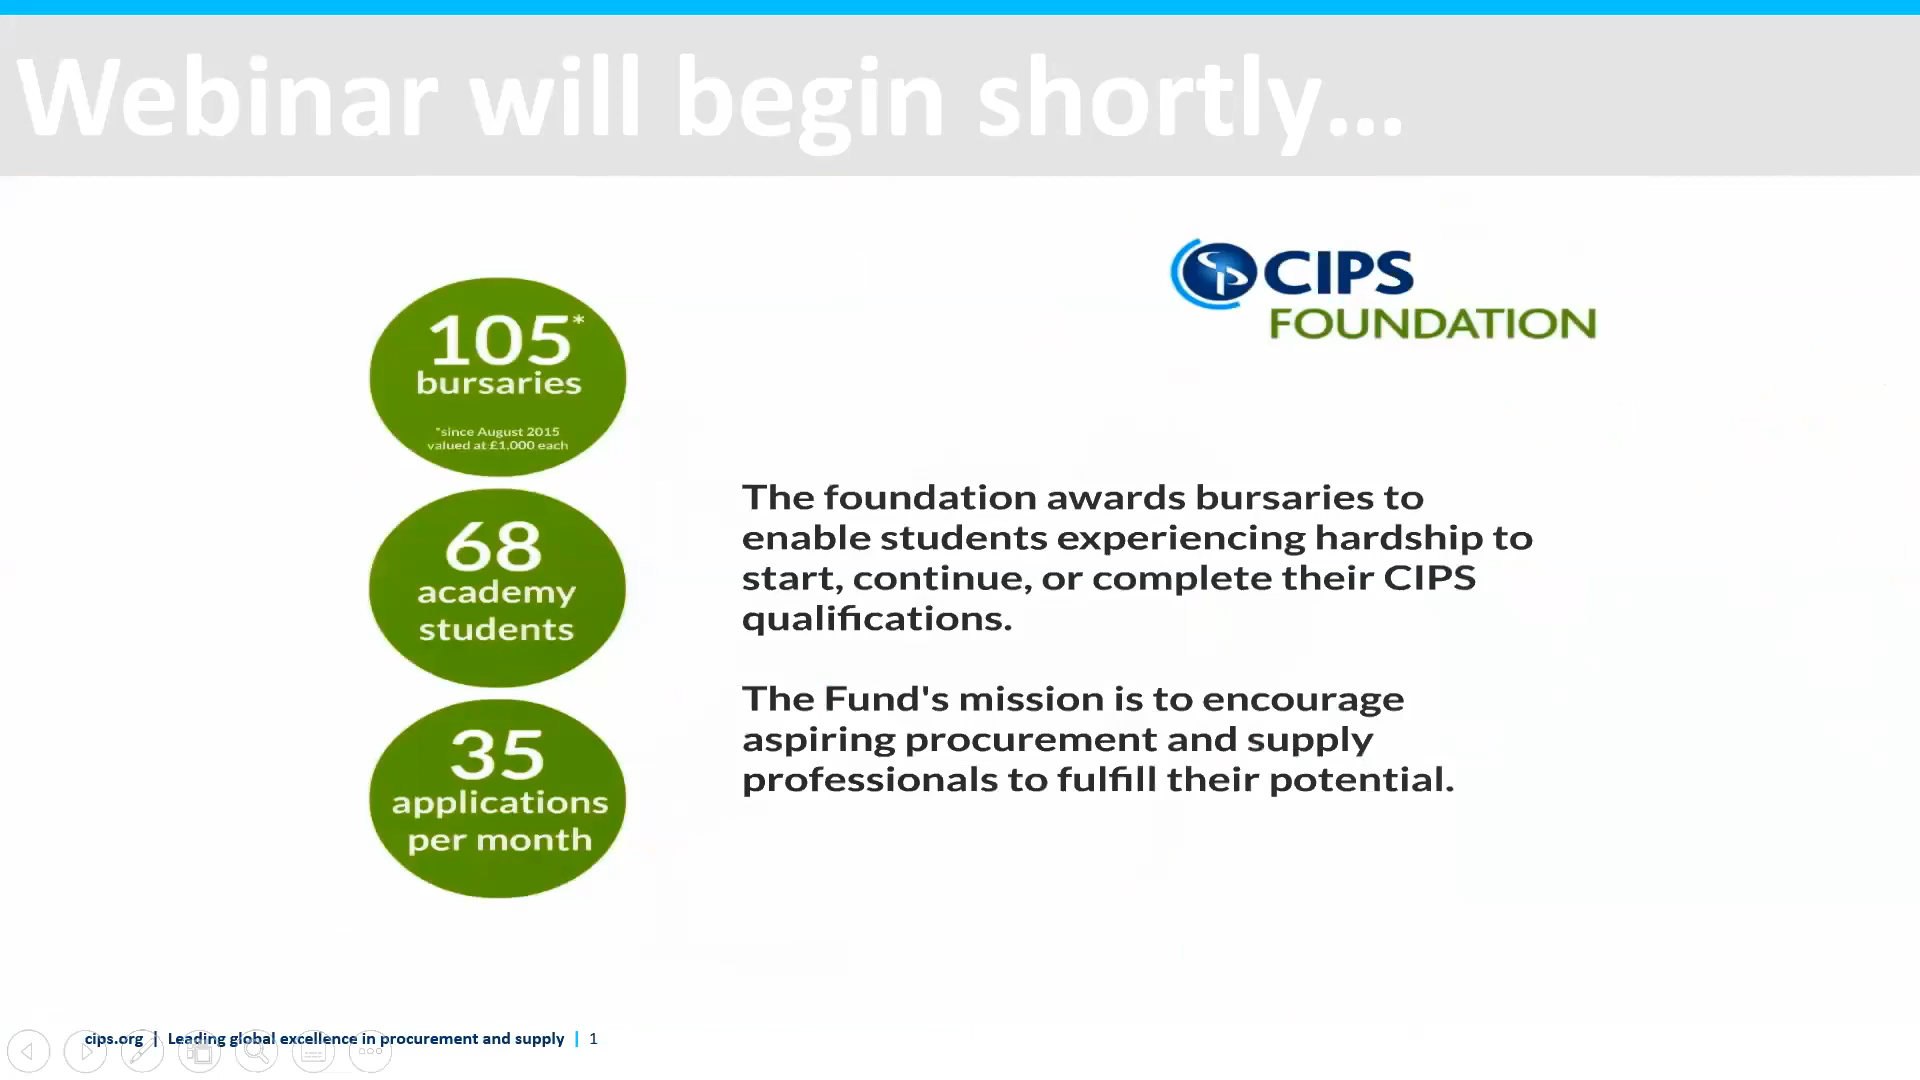 Webinar will begin shortly...
CIPS
FOUNDATION
105*
bursaries
*since August 2015
valued at £1,000 each
68
academy
students
35
applications
per month
The foundation awards bursaries to
enable students experiencing hardship to
start, continue, or complete their CIPS
qualifications.
The Fund's mission is to encourage
aspiring procurement and supply
professionals to fulfill their potential.
cips.org | Leading global excellence in procurement and supply | 1